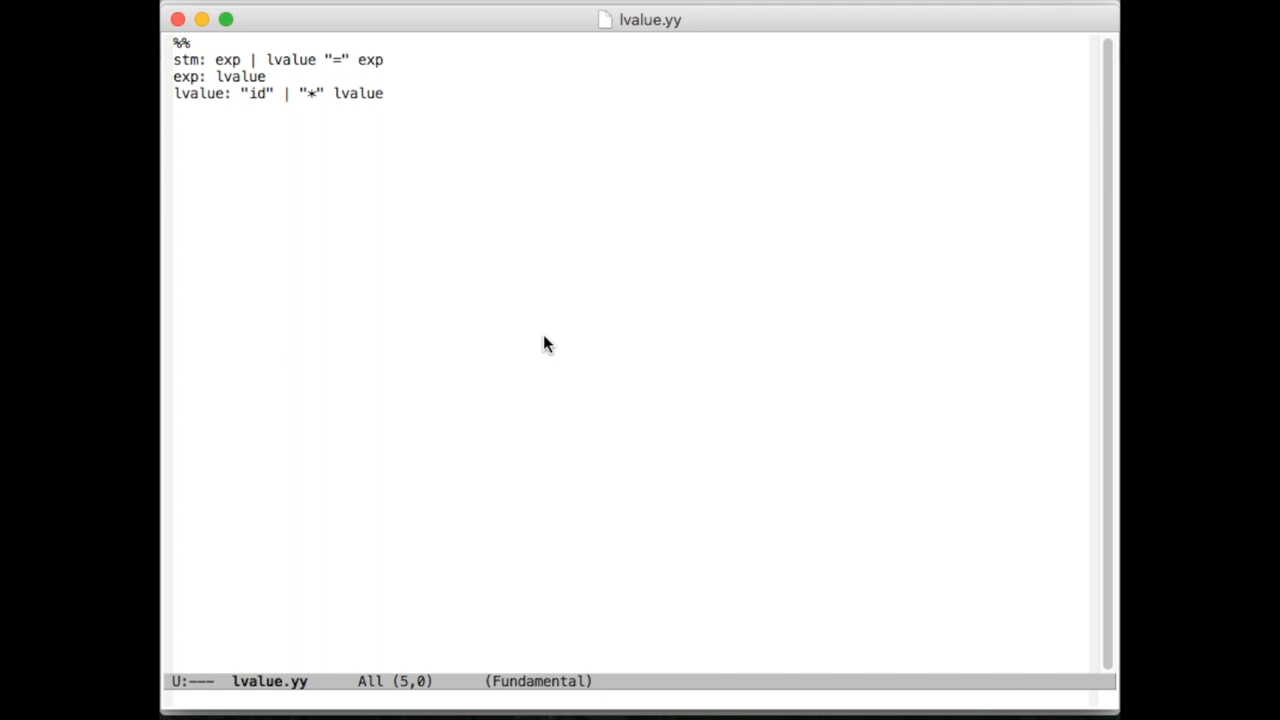 lvalue.yy
%%
stm: exp | lvalue "=" exp
exp: lvalue
lvalue: "id" | "*" lvalue
U:--- lvalue.yy All (5,0) (Fundamental)